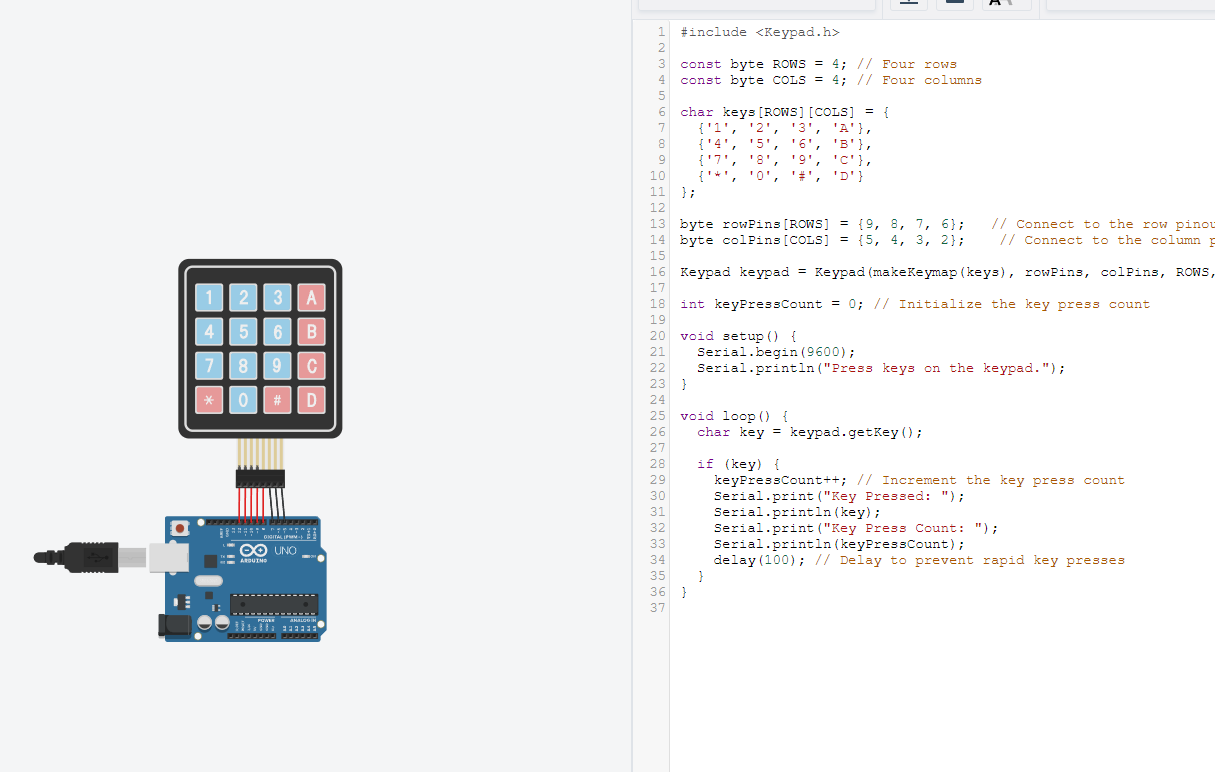 1 2 3 A
4 5 6 B
7 8 9 C
* 0 # D
DIGITAL (PWM~)
UNO
ARDUINO
POWER
ANALOG IN
1 #include <Keypad.h>
2
3 const byte ROWS = 4; // Four rows
4 const byte COLS = 4; // Four columns
5
6 char keys[ROWS][COLS] = {
7 {'1', '2', '3', 'A'},
8 {'4', '5', '6', 'B'},
9 {'7', '8', '9', 'C'},
10 {'*', '0', '#', 'D'}
11 };
12
13 byte rowPins[ROWS] = {9, 8, 7, 6}; // Connect to the row pinou
14 byte colPins[COLS] = {5, 4, 3, 2}; // Connect to the column p
15
16 Keypad keypad = Keypad(makeKeymap(keys), rowPins, colPins, ROWS,
17
18 int keyPressCount = 0; // Initialize the key press count
19
20 void setup() {
21 Serial.begin(9600);
22 Serial.println("Press keys on the keypad.");
23 }
24
25 void loop() {
26 char key = keypad.getKey();
27
28 if (key) {
29 keyPressCount++; // Increment the key press count
30 Serial.print("Key Pressed: ");
31 Serial.println(key);
32 Serial.print("Key Press Count: ");
33 Serial.println(keyPressCount);
34 delay(100); // Delay to prevent rapid key presses
35 }
36 }
37